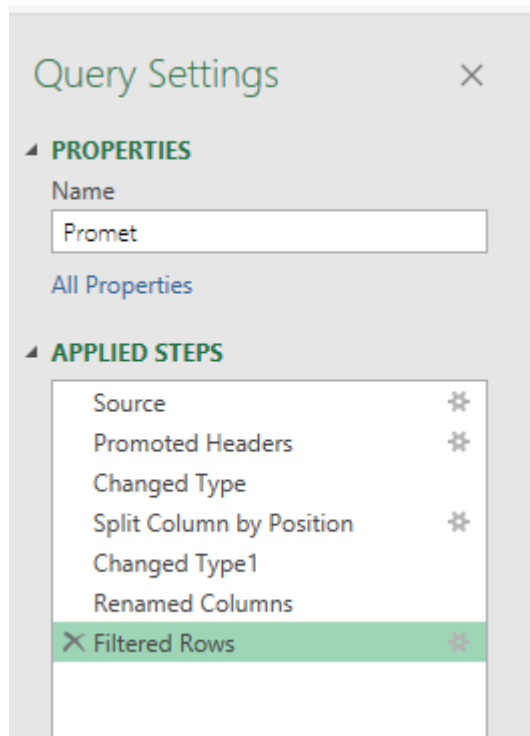 Query Settings
PROPERTIES
Name
Promet
All Properties
APPLIED STEPS
Source
Promoted Headers
Changed Type
Split Column by Position
Changed Type1
Renamed Columns
Filtered Rows